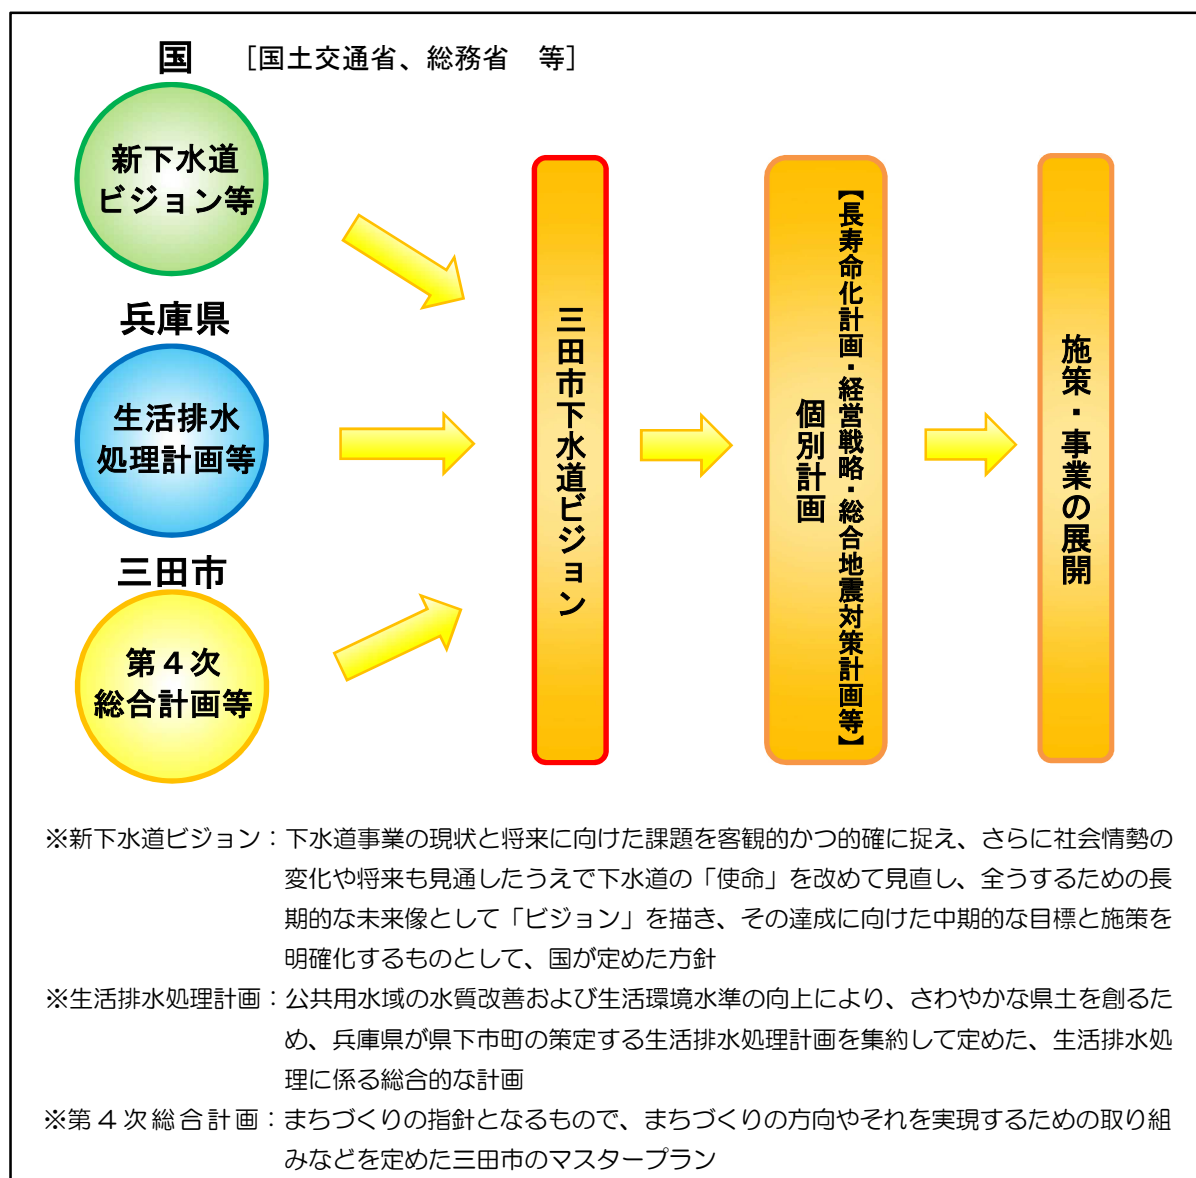 国　[国土交通省、総務省　等]
新下水道
ビジョン等
兵庫県
生活排水
処理計画等
三田市
第４次
総合計画等
三田市下水道ビジョン
【長寿命化計画・経営戦略・総合地震対策計画等】
個別計画
施策・事業の展開
※新下水道ビジョン：下水道事業の現状と将来に向けた課題を客観的かつ的確に捉え、さらに社会情勢の
変化や将来も見通したうえで下水道の「使命」を改めて見直し、全うするための長
期的な未来像として「ビジョン」を描き、その達成に向けた中期的な目標と施策を
明確化するものとして、国が定めた方針
※生活排水処理計画：公共用水域の水質改善および生活環境水準の向上により、さわやかな県土を創るた
め、兵庫県が県下市町の策定する生活排水処理計画を集約して定めた、生活排水処
理に係る総合的な計画
※第４次総合計画：まちづくりの指針となるもので、まちづくりの方向やそれを実現するための取り組
みなどを定めた三田市のマスタープラン